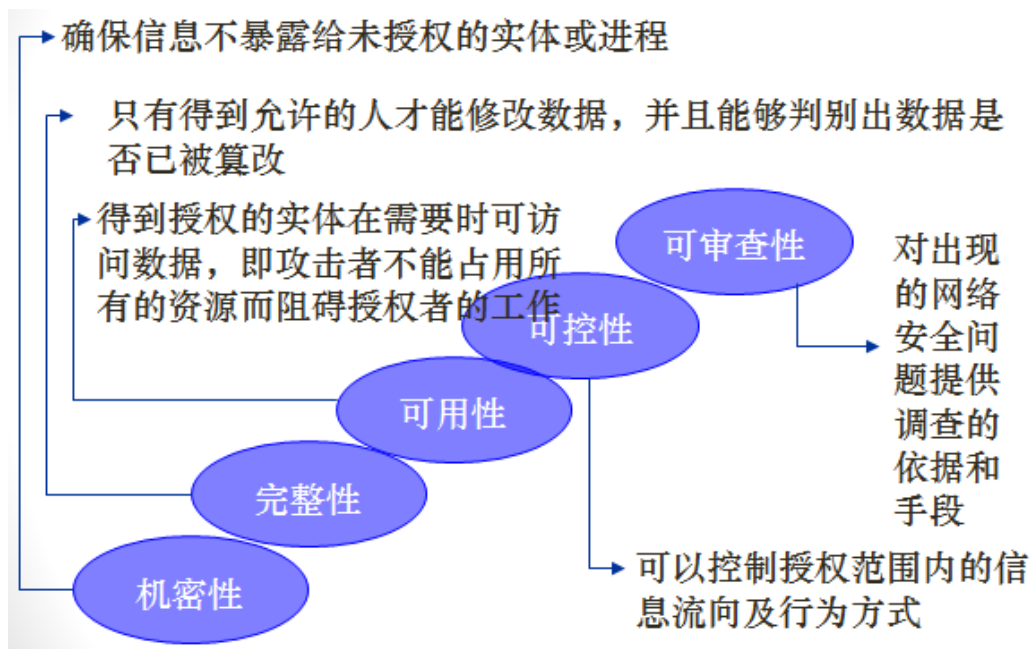 确保信息不暴露给未授权的实体或进程
只有得到允许的人才能修改数据，并且能够判别出数据是
否已被篡改
得到授权的实体在需要时可访
问数据，即攻击者不能占用所
有的资源而阻碍授权者的工作
可审查性
对出现
的网络
安全问
题提供
调查的
依据和
手段
可控性
可用性
完整性
机密性
可以控制授权范围内的信
息流向及行为方式